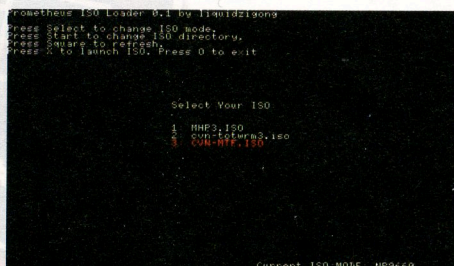 Prometheus ISO Loader 0.1 by liquidzigong
Press Select to change ISO mode.
Press Start to change ISO directory.
Press Square to refresh.
Press X to launch ISO. Press O to exit
Select Your ISO
1 MHP3.ISO
2 cvn-totwrm3.iso
3 CVN-MTF.ISO
Current ISO MODE: NP9660